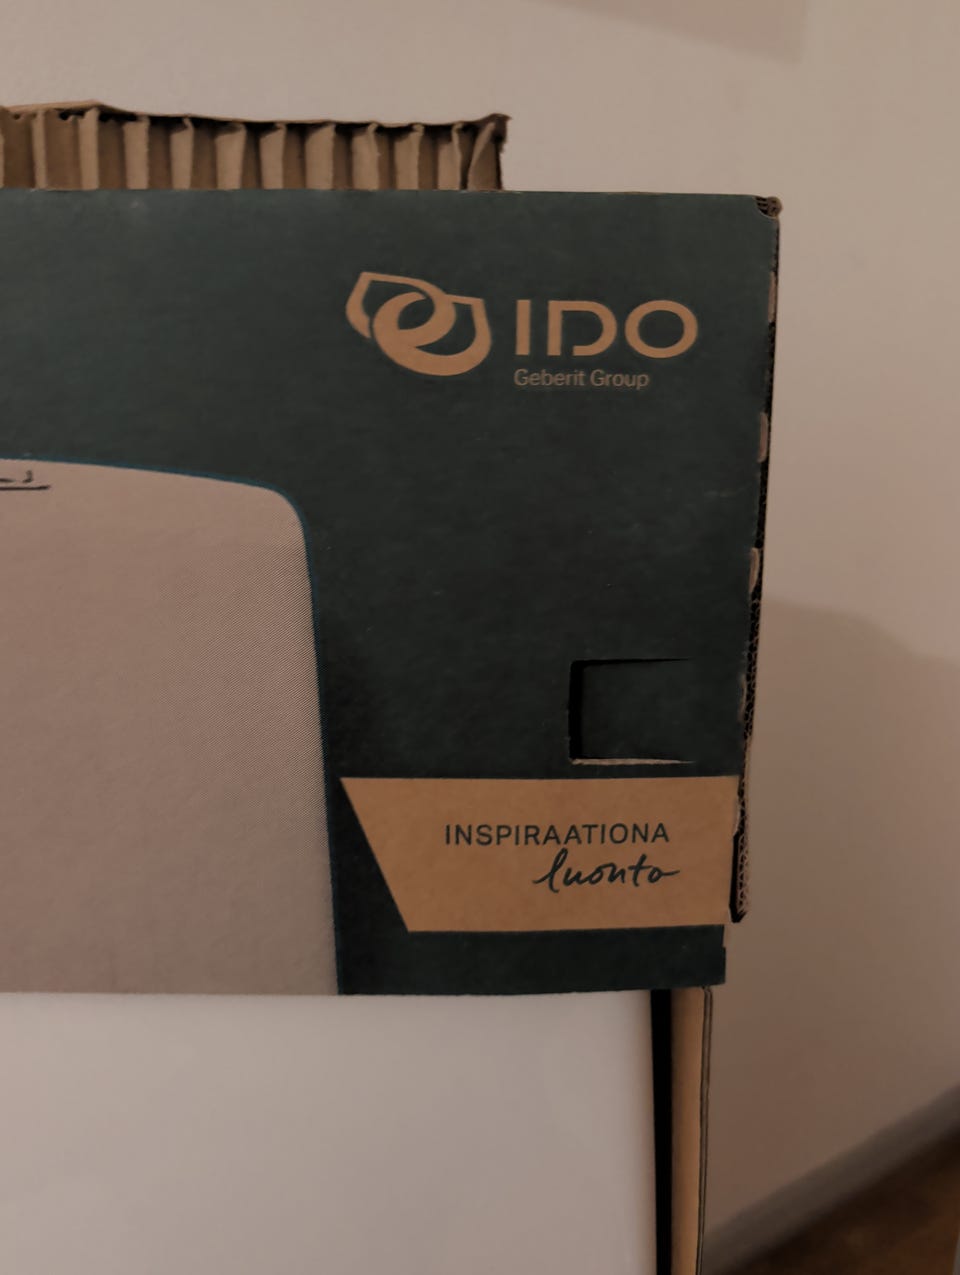 IDO
Geberit Group
INSPIRAATIONA
luonto